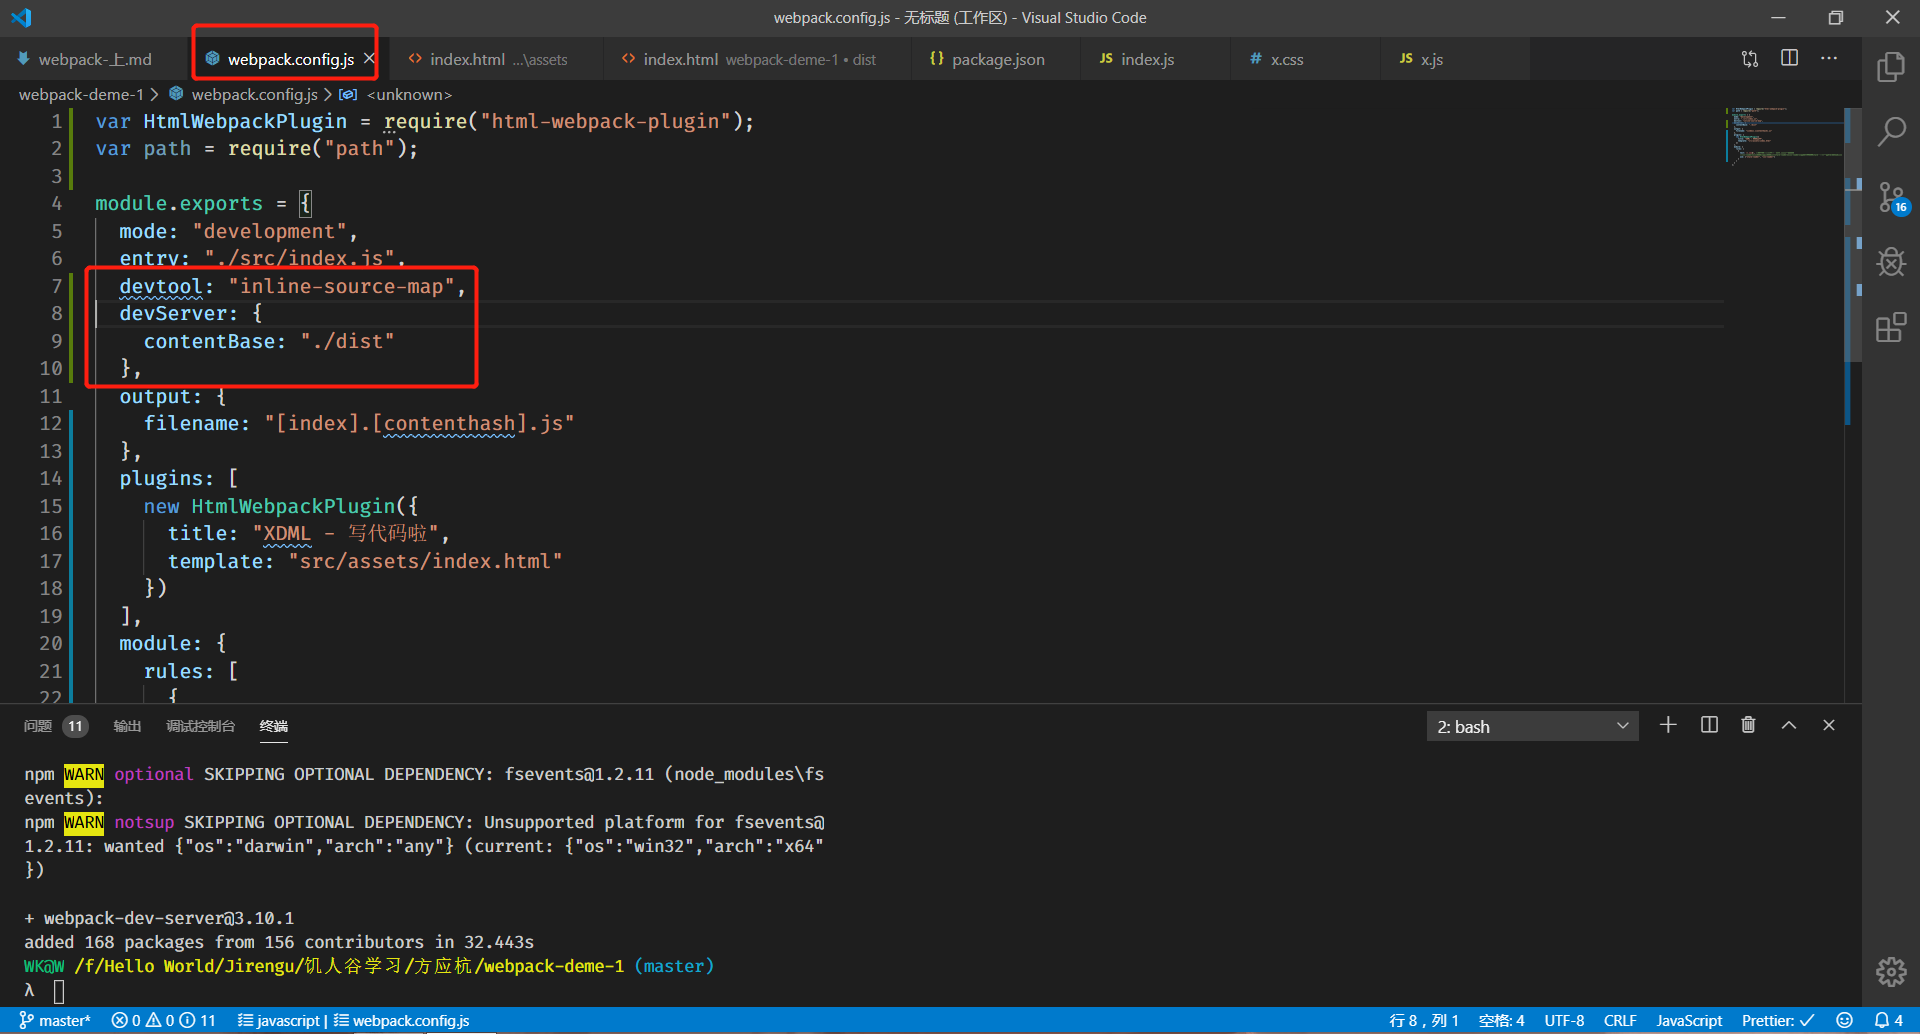 webpack.config.js - 无标题 (工作区) - Visual Studio Code
webpack-上.md webpack.config.js index.html ...\assets index.html webpack-deme-1 • dist package.json JS index.js # x.css JS x.js
webpack-deme-1 > webpack.config.js > <unknown>
1 var HtmlWebpackPlugin = require("html-webpack-plugin");
2 var path = require("path");
3
4 module.exports = {
5 mode: "development",
6 entry: "./src/index.js",
7 devtool: "inline-source-map",
8 devServer: {
9 contentBase: "./dist"
10 },
11 output: {
12 filename: "[index].[contenthash].js"
13 },
14 plugins: [
15 new HtmlWebpackPlugin({
16 title: "XDML - 写代码啦",
17 template: "src/assets/index.html"
18 })
19 ],
20 module: {
21 rules: [
22 {
16
问题 11 输出 调试控制台 终端 2: bash
npm WARN optional SKIPPING OPTIONAL DEPENDENCY: fsevents@1.2.11 (node_modules\fs
events):
npm WARN notsup SKIPPING OPTIONAL DEPENDENCY: Unsupported platform for fsevents@
1.2.11: wanted {"os":"darwin","arch":"any"} (current: {"os":"win32","arch":"x64"
})
+ webpack-dev-server@3.10.1
added 168 packages from 156 contributors in 32.443s
WK@W /f/Hello World/Jirengu/饥人谷学习/方应杭/webpack-deme-1 (master)
λ
master* 0 0 11 javascript | webpack.config.js 行 8，列 1 空格: 4 UTF-8 CRLF JavaScript Prettier: ✓ 4